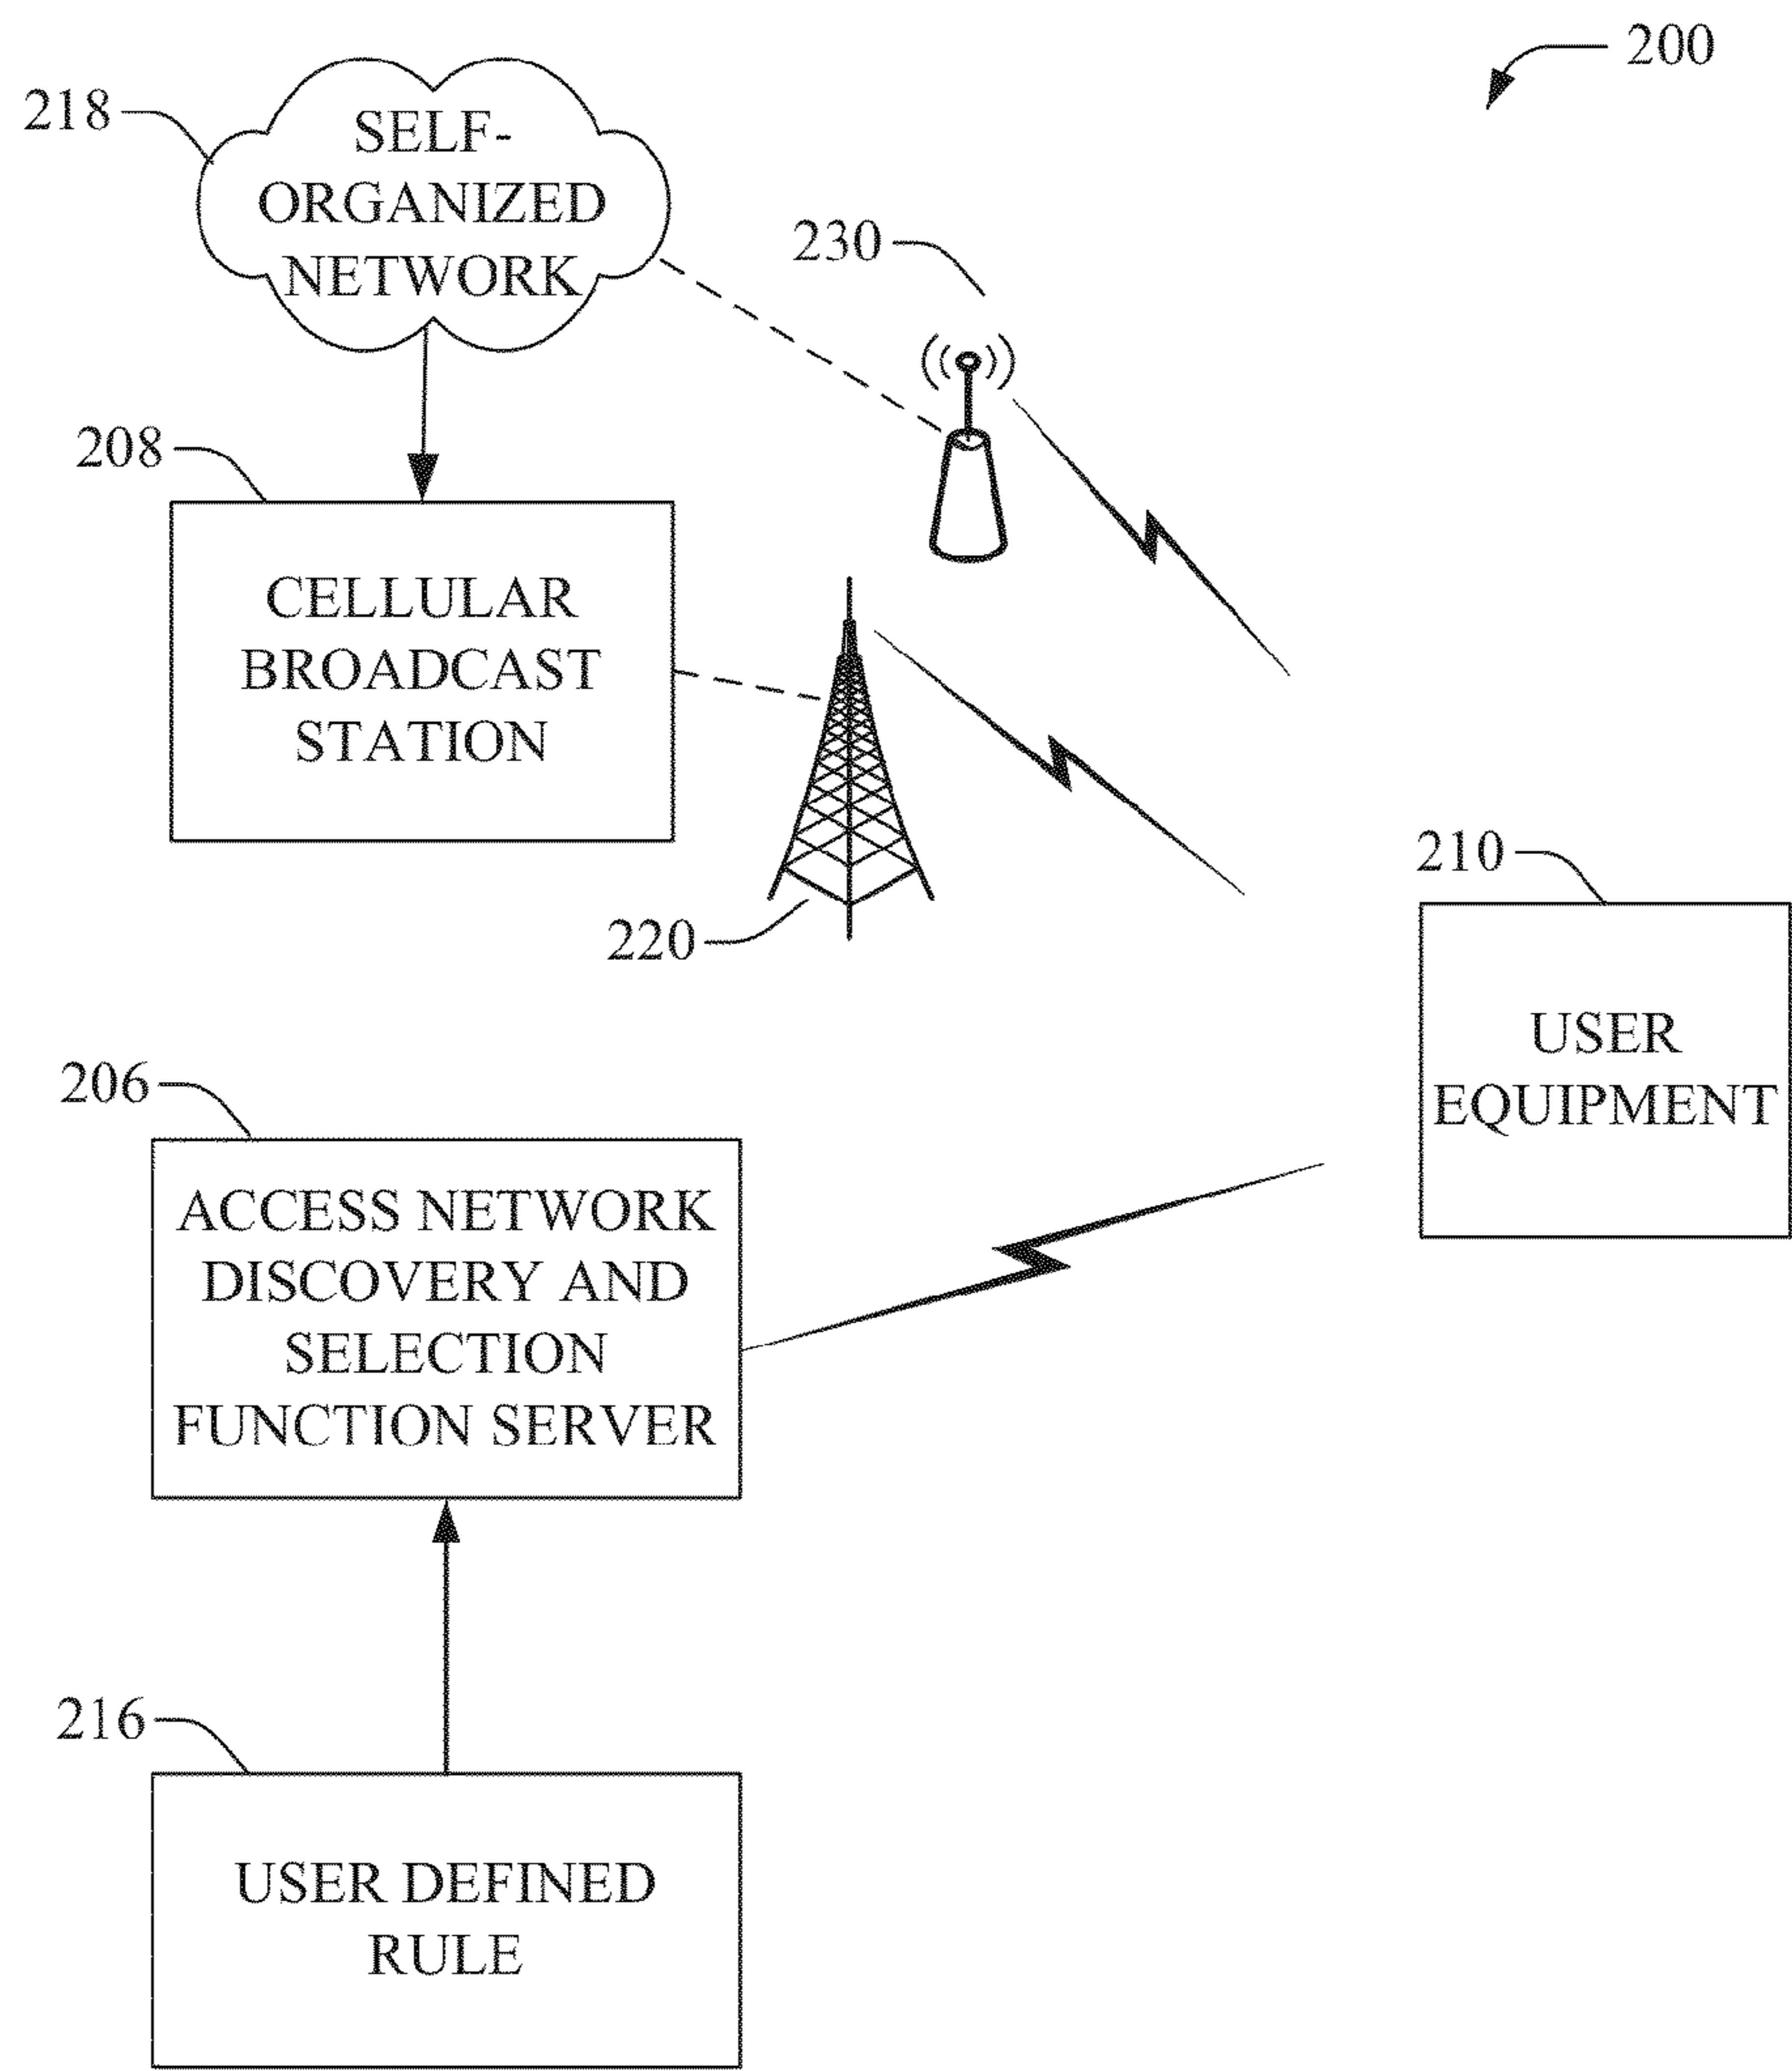 200
218
SELF-
ORGANIZED
NETWORK
230
208
CELLULAR
BROADCAST
STATION
220
210
USER
EQUIPMENT
206
ACCESS NETWORK
DISCOVERY AND
SELECTION
FUNCTION SERVER
216
USER DEFINED
RULE